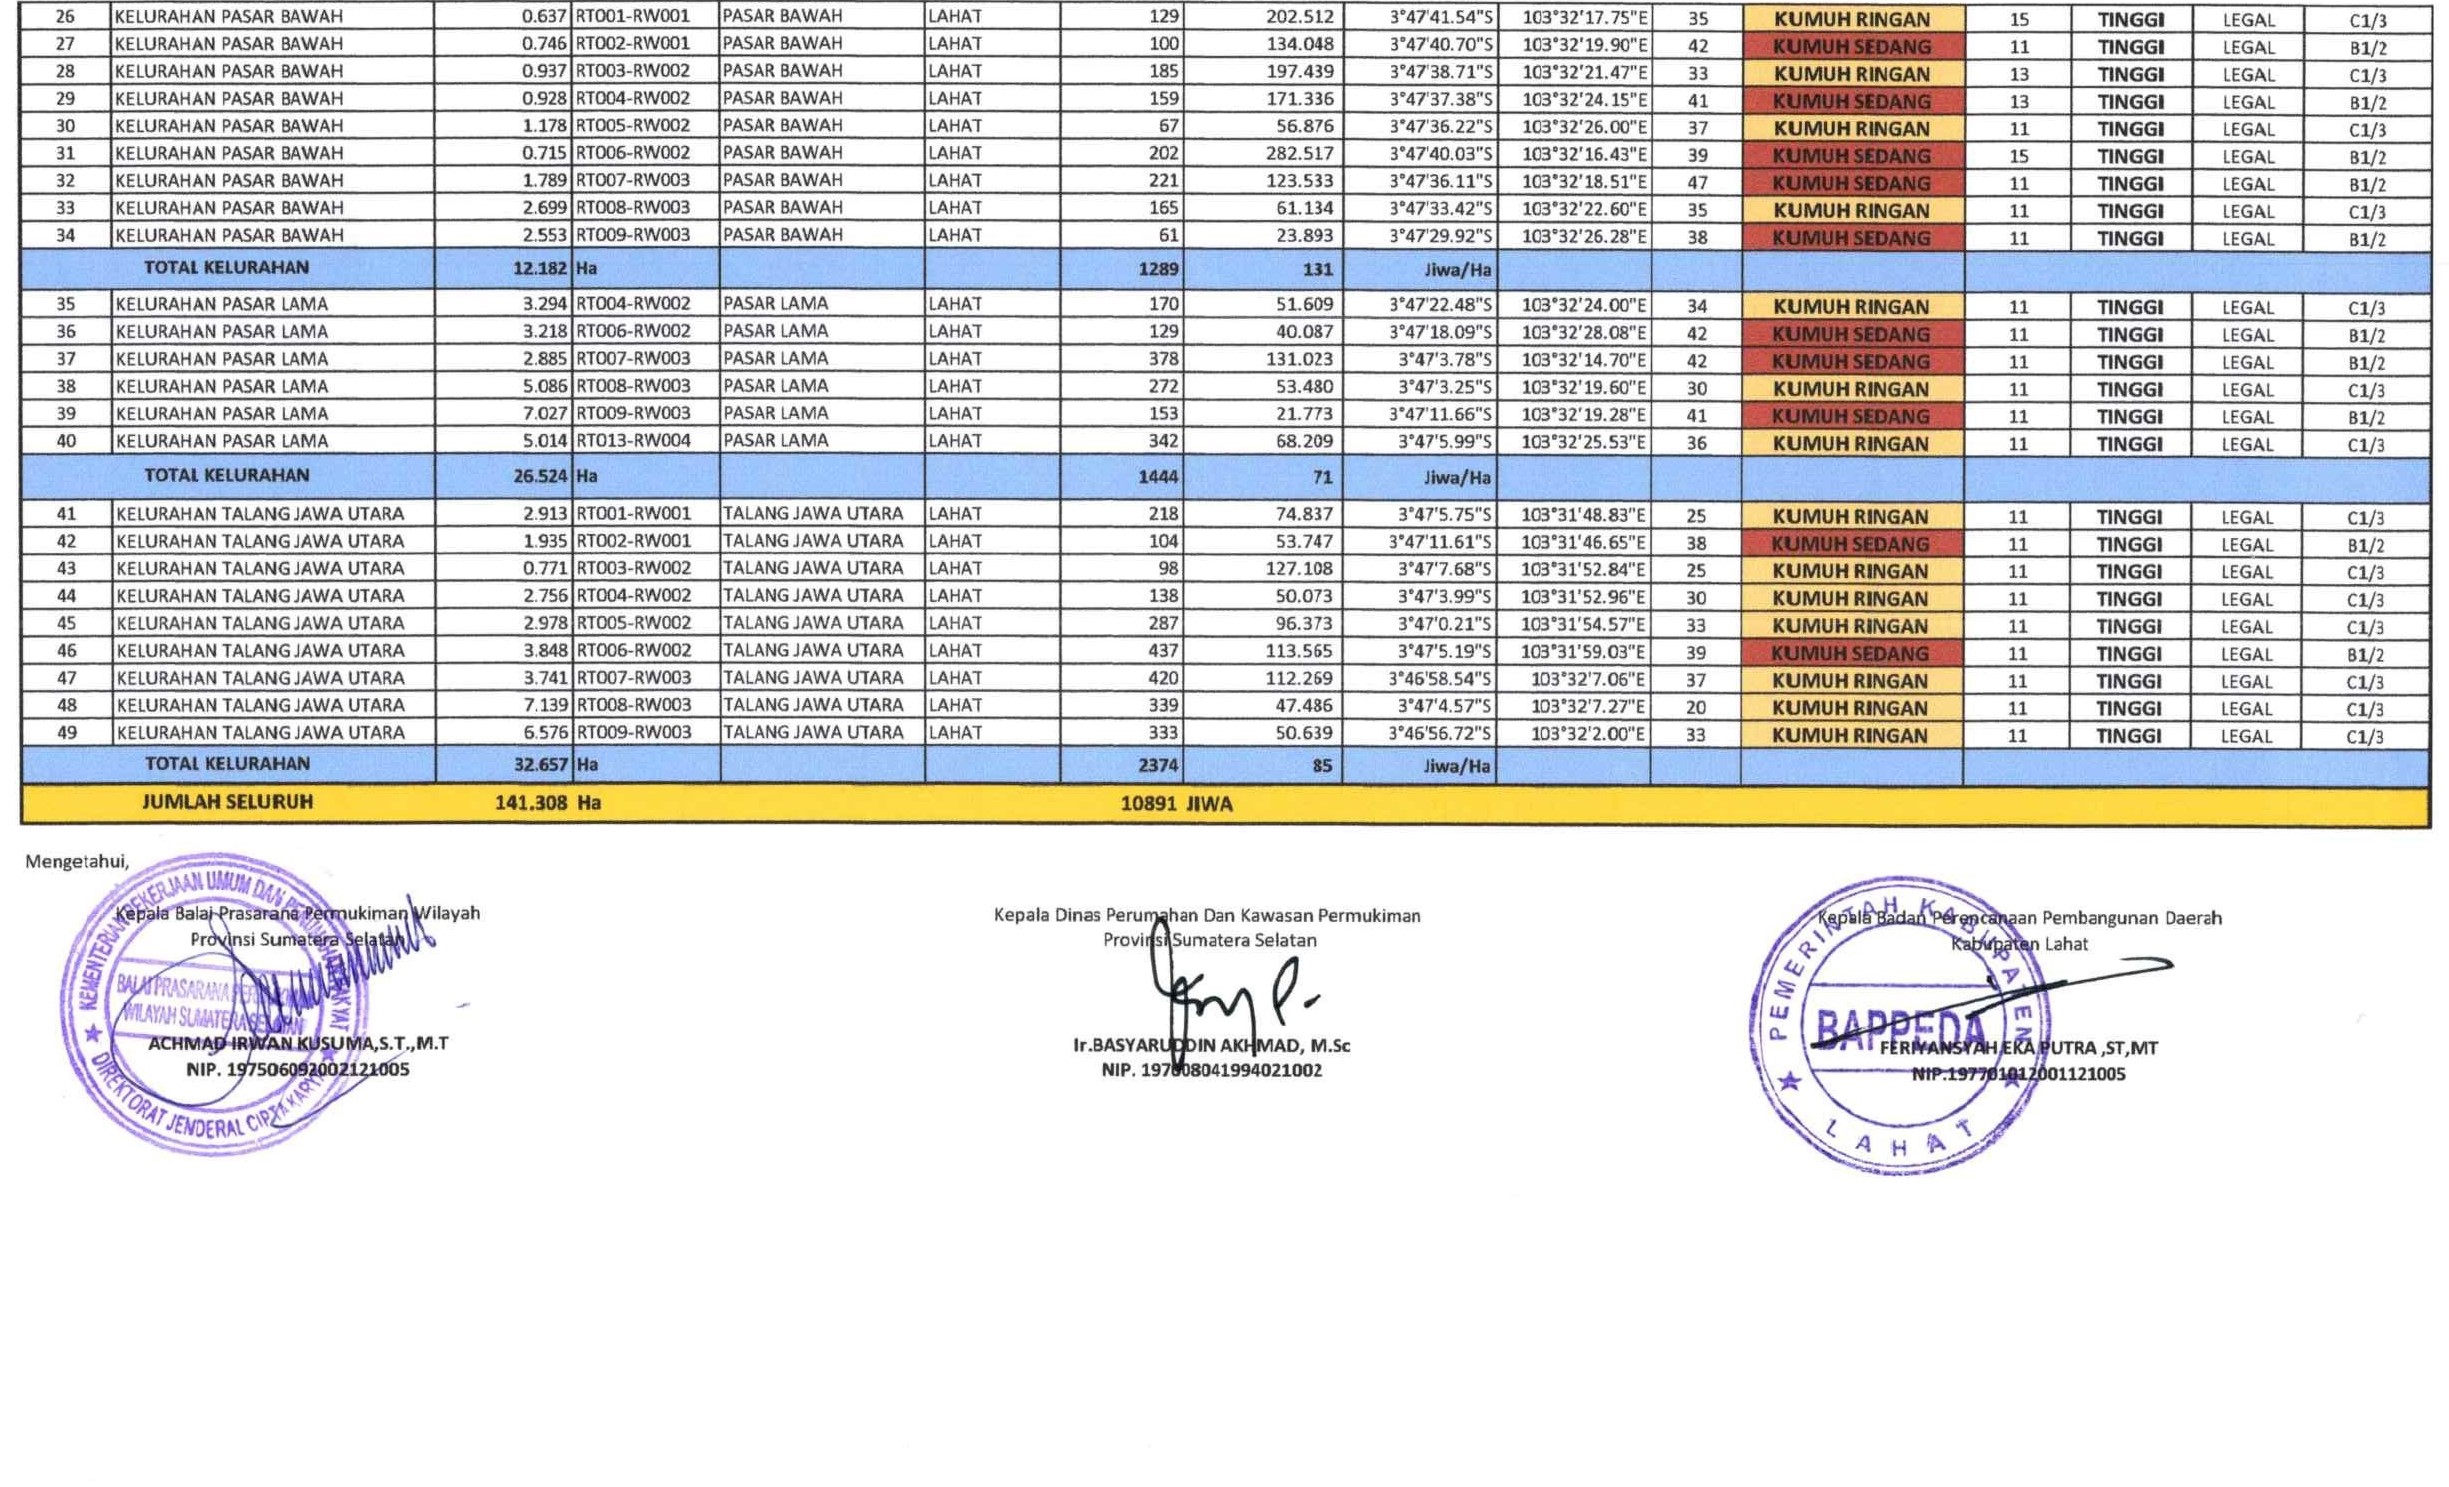 26 KELURAHAN PASAR BAWAH 0.637 RT001-RW001 PASAR BAWAH LAHAT 129 202.512 3°47'41.54"S 103°32'17.75"E 35 KUMUH RINGAN 15 TINGGI LEGAL C1/3
27 KELURAHAN PASAR BAWAH 0.746 RT002-RW001 PASAR BAWAH LAHAT 100 134.048 3°47'40.70"S 103°32'19.90"E 42 KUMUH SEDANG 11 TINGGI LEGAL B1/2
28 KELURAHAN PASAR BAWAH 0.937 RT003-RW002 PASAR BAWAH LAHAT 185 197.439 3°47'38.71"S 103°32'21.47"E 33 KUMUH RINGAN 13 TINGGI LEGAL C1/3
29 KELURAHAN PASAR BAWAH 0.928 RT004-RW002 PASAR BAWAH LAHAT 159 171.336 3°47'37.38"S 103°32'24.15"E 41 KUMUH SEDANG 13 TINGGI LEGAL B1/2
30 KELURAHAN PASAR BAWAH 1.178 RT005-RW002 PASAR BAWAH LAHAT 67 56.876 3°47'36.22"S 103°32'26.00"E 37 KUMUH RINGAN 11 TINGGI LEGAL C1/3
31 KELURAHAN PASAR BAWAH 0.715 RT006-RW002 PASAR BAWAH LAHAT 202 282.517 3°47'40.03"S 103°32'16.43"E 39 KUMUH SEDANG 15 TINGGI LEGAL B1/2
32 KELURAHAN PASAR BAWAH 1.789 RT007-RW003 PASAR BAWAH LAHAT 221 123.533 3°47'36.11"S 103°32'18.51"E 47 KUMUH SEDANG 11 TINGGI LEGAL B1/2
33 KELURAHAN PASAR BAWAH 2.699 RT008-RW003 PASAR BAWAH LAHAT 165 61.134 3°47'33.42"S 103°32'22.60"E 35 KUMUH RINGAN 11 TINGGI LEGAL C1/3
34 KELURAHAN PASAR BAWAH 2.553 RT009-RW003 PASAR BAWAH LAHAT 61 23.893 3°47'29.92"S 103°32'26.28"E 38 KUMUH SEDANG 11 TINGGI LEGAL B1/2
TOTAL KELURAHAN 12.182 Ha 1289 131 Jiwa/Ha
35 KELURAHAN PASAR LAMA 3.294 RT004-RW002 PASAR LAMA LAHAT 170 51.609 3°47'22.48"S 103°32'24.00"E 34 KUMUH RINGAN 11 TINGGI LEGAL C1/3
36 KELURAHAN PASAR LAMA 3.218 RT006-RW002 PASAR LAMA LAHAT 129 40.087 3°47'18.09"S 103°32'28.08"E 42 KUMUH SEDANG 11 TINGGI LEGAL B1/2
37 KELURAHAN PASAR LAMA 2.885 RT007-RW003 PASAR LAMA LAHAT 378 131.023 3°47'3.78"S 103°32'14.70"E 42 KUMUH SEDANG 11 TINGGI LEGAL B1/2
38 KELURAHAN PASAR LAMA 5.086 RT008-RW003 PASAR LAMA LAHAT 272 53.480 3°47'3.25"S 103°32'19.60"E 30 KUMUH RINGAN 11 TINGGI LEGAL C1/3
39 KELURAHAN PASAR LAMA 7.027 RT009-RW003 PASAR LAMA LAHAT 153 21.773 3°47'11.66"S 103°32'19.28"E 41 KUMUH SEDANG 11 TINGGI LEGAL B1/2
40 KELURAHAN PASAR LAMA 5.014 RT013-RW004 PASAR LAMA LAHAT 342 68.209 3°47'5.99"S 103°32'25.53"E 36 KUMUH RINGAN 11 TINGGI LEGAL C1/3
TOTAL KELURAHAN 26.524 Ha 1444 71 Jiwa/Ha
41 KELURAHAN TALANG JAWA UTARA 2.913 RT001-RW001 TALANG JAWA UTARA LAHAT 218 74.837 3°47'5.75"S 103°31'48.83"E 25 KUMUH RINGAN 11 TINGGI LEGAL C1/3
42 KELURAHAN TALANG JAWA UTARA 1.935 RT002-RW001 TALANG JAWA UTARA LAHAT 104 53.747 3°47'11.61"S 103°31'46.65"E 38 KUMUH SEDANG 11 TINGGI LEGAL B1/2
43 KELURAHAN TALANG JAWA UTARA 0.771 RT003-RW002 TALANG JAWA UTARA LAHAT 98 127.108 3°47'7.68"S 103°31'52.84"E 25 KUMUH RINGAN 11 TINGGI LEGAL C1/3
44 KELURAHAN TALANG JAWA UTARA 2.756 RT004-RW002 TALANG JAWA UTARA LAHAT 138 50.073 3°47'3.99"S 103°31'52.96"E 30 KUMUH RINGAN 11 TINGGI LEGAL C1/3
45 KELURAHAN TALANG JAWA UTARA 2.978 RT005-RW002 TALANG JAWA UTARA LAHAT 287 96.373 3°47'0.21"S 103°31'54.57"E 33 KUMUH RINGAN 11 TINGGI LEGAL C1/3
46 KELURAHAN TALANG JAWA UTARA 3.848 RT006-RW002 TALANG JAWA UTARA LAHAT 437 113.565 3°47'5.19"S 103°31'59.03"E 39 KUMUH SEDANG 11 TINGGI LEGAL B1/2
47 KELURAHAN TALANG JAWA UTARA 3.741 RT007-RW003 TALANG JAWA UTARA LAHAT 420 112.269 3°46'58.54"S 103°32'7.06"E 37 KUMUH RINGAN 11 TINGGI LEGAL C1/3
48 KELURAHAN TALANG JAWA UTARA 7.139 RT008-RW003 TALANG JAWA UTARA LAHAT 339 47.486 3°47'4.57"S 103°32'7.27"E 20 KUMUH RINGAN 11 TINGGI LEGAL C1/3
49 KELURAHAN TALANG JAWA UTARA 6.576 RT009-RW003 TALANG JAWA UTARA LAHAT 333 50.639 3°46'56.72"S 103°32'2.00"E 33 KUMUH RINGAN 11 TINGGI LEGAL C1/3
TOTAL KELURAHAN 32.657 Ha 2374 85 Jiwa/Ha
JUMLAH SELURUH 141.308 Ha 10891 JIWA
Mengetahui,
Kepala Balai Prasarana Permukiman Wilayah
Provinsi Sumatera Selatan
KEMENTERIAN PEKERJAAN UMUM DAN
BALAI PRASARANA
WILAYAH SUMATERA SELATAN
DIREKTORAT JENDERAL CIPTA KARYA
ACHMAD IRWAN KUSUMA,S.T.,M.T
NIP. 197506092002121005
Kepala Dinas Perumahan Dan Kawasan Permukiman
Provinsi Sumatera Selatan
Ir.BASYARUDDIN AKHMAD, M.Sc
NIP.
Kepala Badan Perencanaan Pembangunan Daerah
Kabupaten Lahat
PEMERINTAH KABUPATEN
BAPPEDA
LAHAT
FERIYANSYAH EKA PUTRA ,ST,MT
NIP.197701012001121005